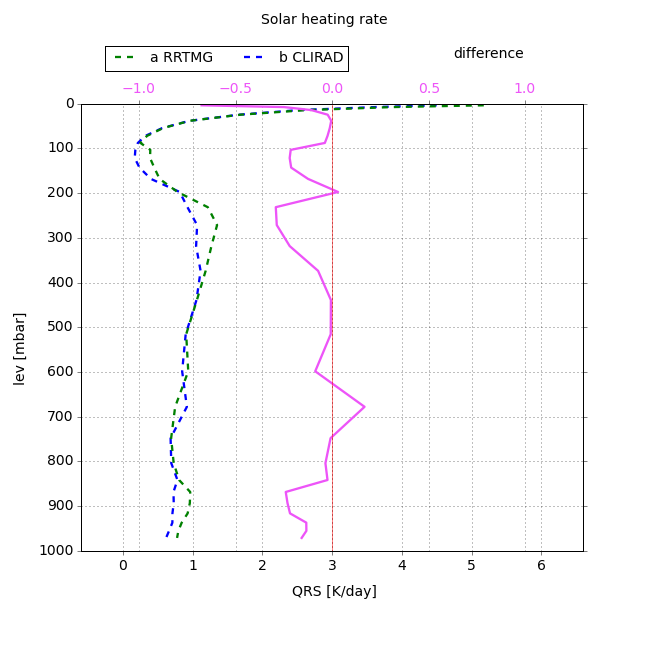 Solar heating rate
a RRTMG b CLIRAD difference
−1.0 −0.5 0.0 0.5 1.0
0
100
200
300
400
500
600
700
800
900
1000
lev [mbar]
0 1 2 3 4 5 6
QRS [K/day]